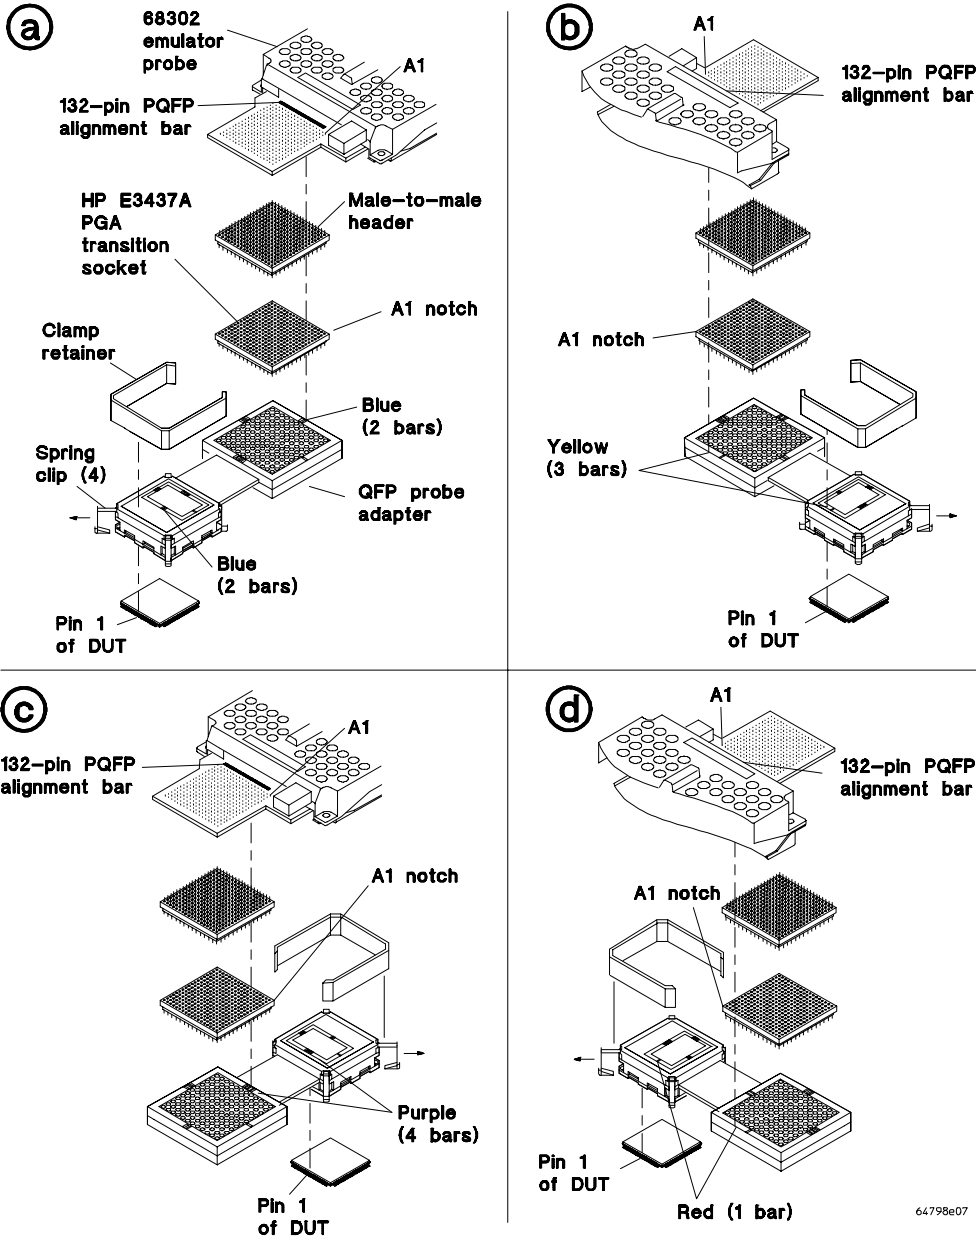 a
68302
emulator
probe
A1
132-pin PQFP
alignment bar
HP E3437A
PGA
transition
socket
Male-to-male
header
A1 notch
Clamp
retainer
Blue
(2 bars)
Spring
clip (4)
QFP probe
adapter
Blue
(2 bars)
Pin 1
of DUT
b
A1
132-pin PQFP
alignment bar
A1 notch
Yellow
(3 bars)
Pin 1
of DUT
c
A1
132-pin PQFP
alignment bar
A1 notch
Purple
(4 bars)
Pin 1
of DUT
d
A1
132-pin PQFP
alignment bar
A1 notch
Pin 1
of DUT
Red (1 bar)
64798e07